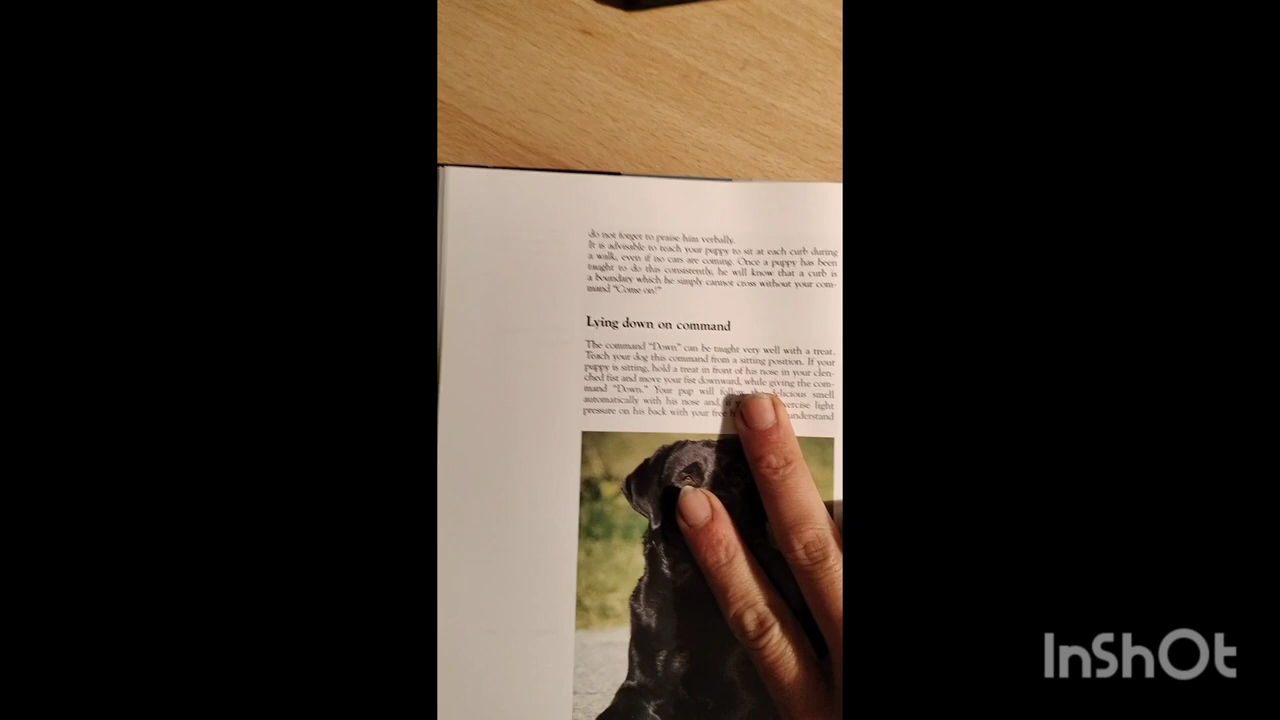 do not forget to praise him verbally.
It is advisable to teach your puppy to sit at each curb during
a walk, even if no cars are coming. Once a puppy has been
taught to do this consistently, he will know that a curb is
a boundary which he simply cannot cross without your com-
mand "Come on!"
Lying down on command
The command "Down" can be taught very well with a treat.
Teach your dog this command from a sitting position. If your
puppy is sitting, hold a treat in front of his nose in your clen-
ched fist and move your fist downward, while giving the com-
mand "Down." Your pup will follow the delicious smell
automatically with his nose and, exercise light
pressure on his back with your free understand
InShOt